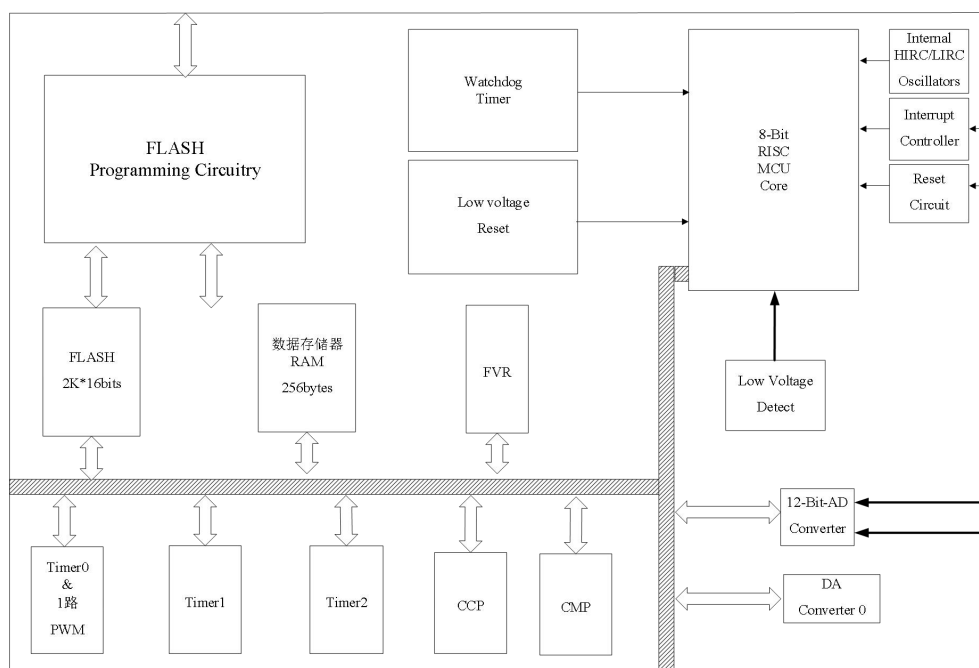 FLASH
Programming Circuitry
Watchdog
Timer
Low voltage
Reset
8-Bit
RISC
MCU
Core
Internal
HIRC/LIRC
Oscillators
Interrupt
Controller
Reset
Circuit
FLASH
2K*16bits
数据存储器
RAM
256bytes
FVR
Low Voltage
Detect
12-Bit-AD
Converter
DA
Converter 0
Timer0
&
1路
PWM
Timer1
Timer2
CCP
CMP